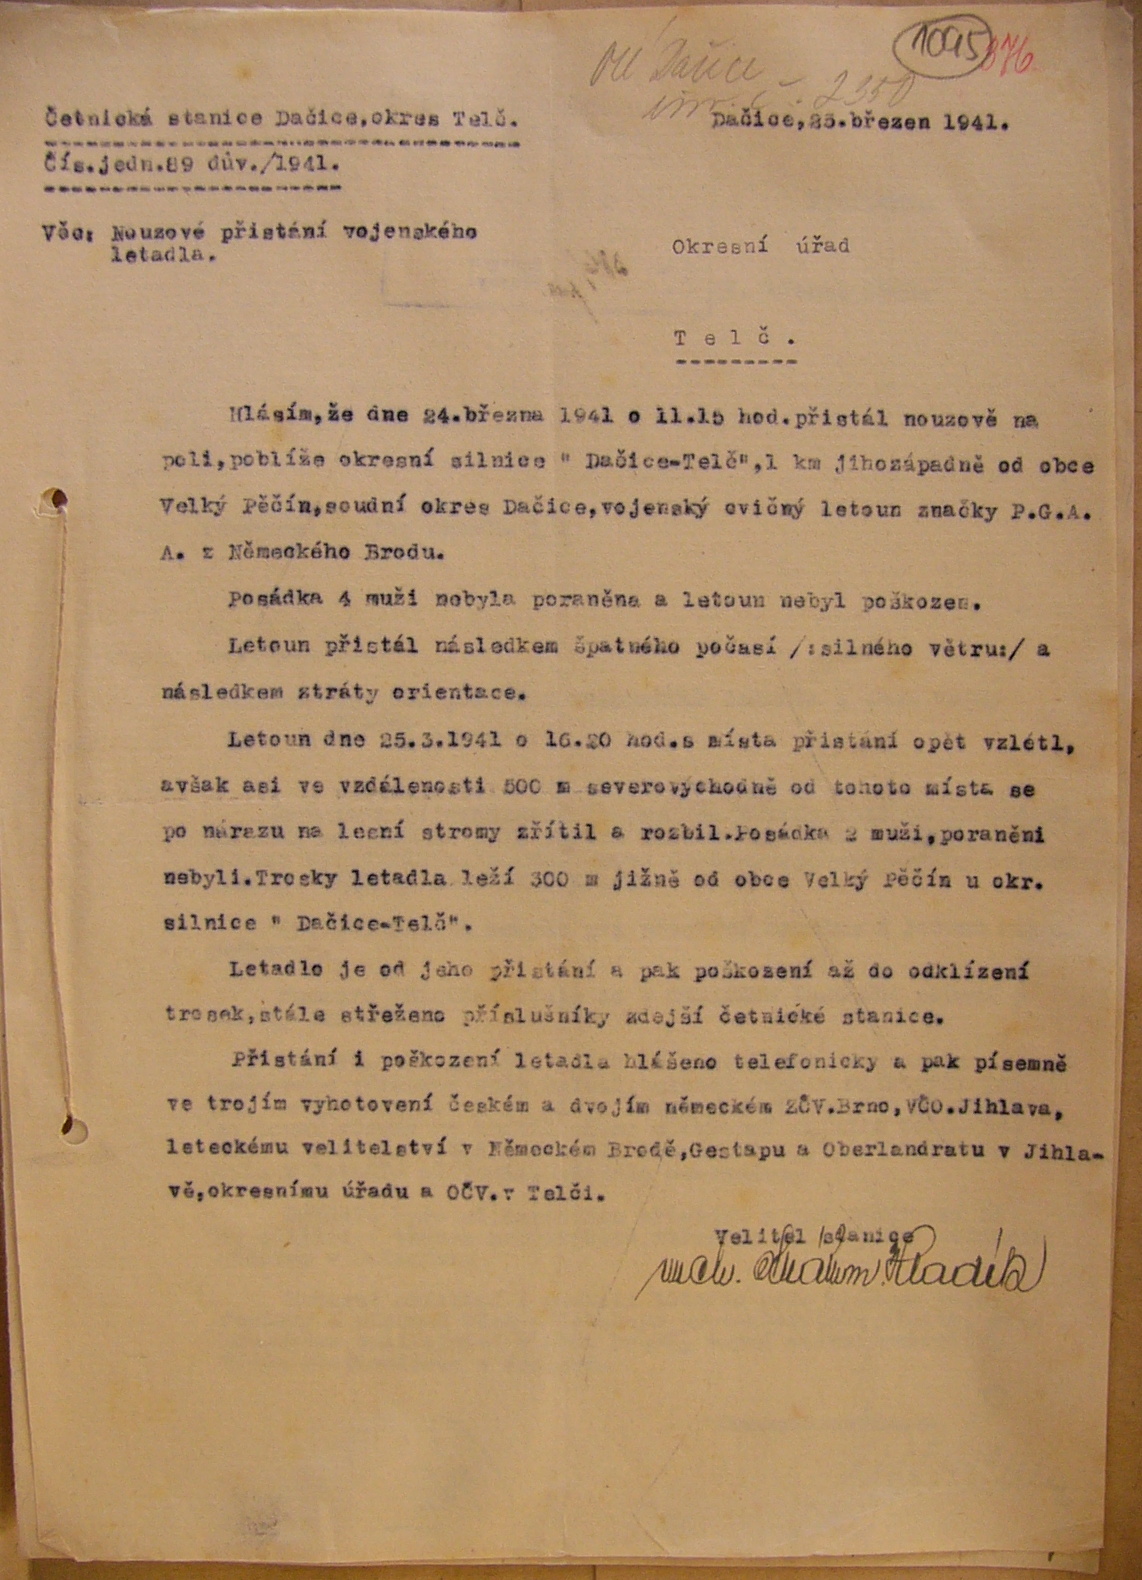 1095 376
OÚ Dačice
inv. č. 2350
Četnická stanice Dačice,okres Telč.
Dačice,25.březen 1941.
Čís.jedn.89 dův./1941.
Věc: Nouzové přistání vojenského
letadla.
Okresní úřad
Telč.
Hlásím,že dne 24.března 1941 o 11.15 hod.přistál nouzově na
poli,poblíže okresní silnice " Dačice-Telč",1 km jihozápadně od obce
Velký Pěčín,soudní okres Dačice,vojenský cvičný letoun značky P.G.A.
A. z Německého Brodu.
Posádka 4 muži nebyla poraněna a letoun nebyl poškozen.
Letoun přistál následkem špatného počasí /:silného větru:/ a
následkem ztráty orientace.
Letoun dne 25.3.1941 o 16.20 hod.s místa přistání opět vzlétl,
avšak asi ve vzdálenosti 500 m severovýchodně od tohoto místa se
po nárazu na lesní stromy zřítil a rozbil.Posádka 2 muži,poraněni
nebyli.Trosky letadla leží 300 m jižně od obce Velký Pěčín u okr.
silnice " Dačice-Telč".
Letadlo je od jeho přistání a pak poškození až do odklízení
trosek,stále střeženo příslušníky zdejší četnické stanice.
Přistání i poškození letadla hlášeno telefonicky a pak písemně
ve trojím vyhotovení českém a dvojím německém ZČV.Brno,VČO.Jihlava,
leteckému velitelství v Německém Brodě,Gestapu a Oberlandratu v Jihla-
vě,okresnímu úřadu a OČV.v Telči.
Velitel stanice
Hladík